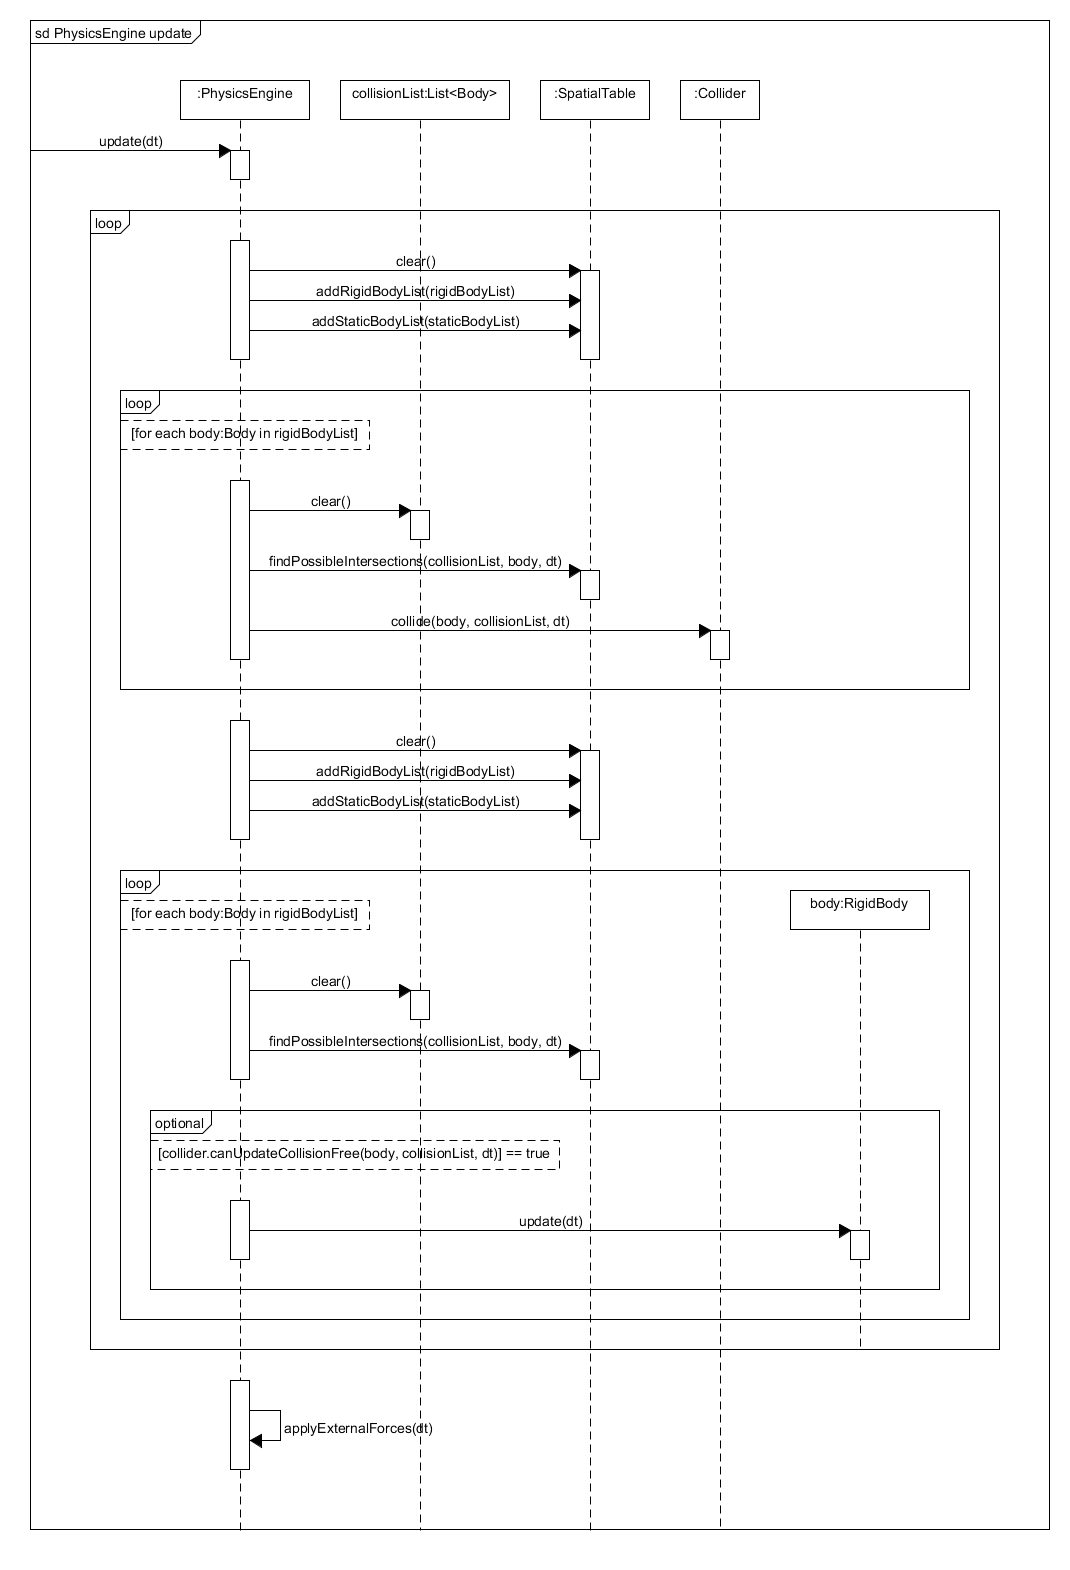 sd PhysicsEngine update
:PhysicsEngine
collisionList:List<Body>
:SpatialTable
:Collider
update(dt)
loop
clear()
addRigidBodyList(rigidBodyList)
addStaticBodyList(staticBodyList)
loop
[for each body:Body in rigidBodyList]
clear()
findPossibleIntersections(collisionList, body, dt)
collide(body, collisionList, dt)
clear()
addRigidBodyList(rigidBodyList)
addStaticBodyList(staticBodyList)
loop
[for each body:Body in rigidBodyList]
body:RigidBody
clear()
findPossibleIntersections(collisionList, body, dt)
optional
[collider.canUpdateCollisionFree(body, collisionList, dt)] == true
update(dt)
applyExternalForces(dt)